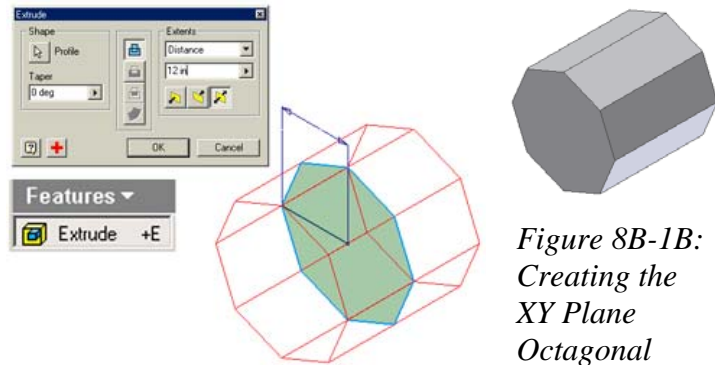 Extrude
Shape
Profile
Taper
0 deg
Extents
Distance
12 in
OK
Cancel
Features
Extrude +E
Figure 8B-1B:
Creating the
XY Plane
Octagonal